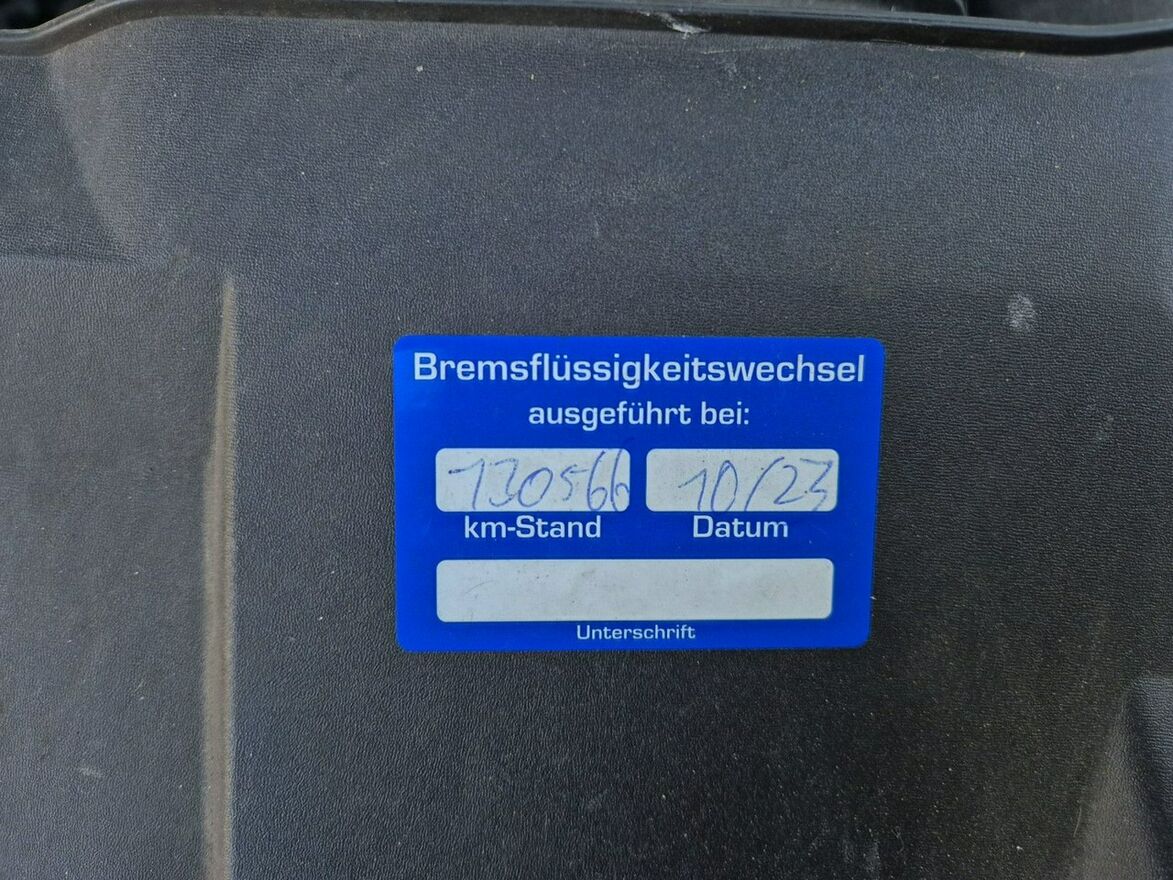 Bremsflüssigkeitswechsel
ausgeführt bei:
130566 10/23
km-Stand Datum
Unterschrift